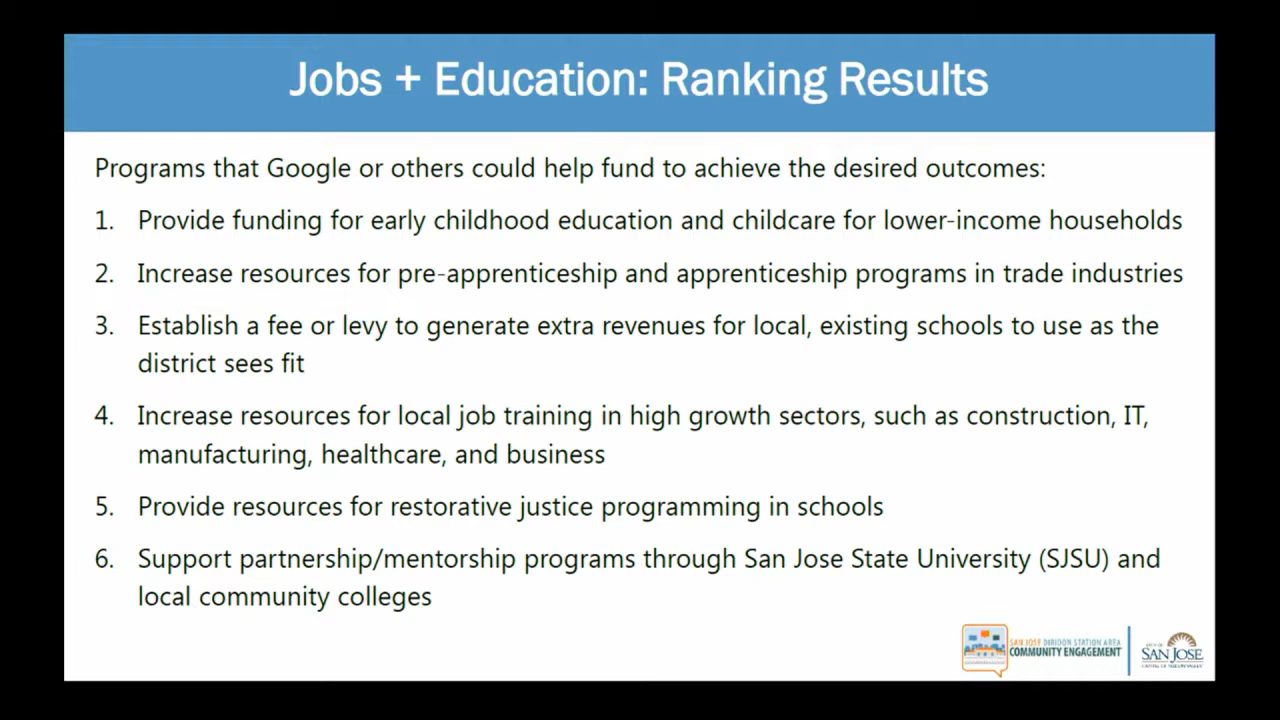 Jobs + Education: Ranking Results
Programs that Google or others could help fund to achieve the desired outcomes:
1. Provide funding for early childhood education and childcare for lower-income households
2. Increase resources for pre-apprenticeship and apprenticeship programs in trade industries
3. Establish a fee or levy to generate extra revenues for local, existing schools to use as the
district sees fit
4. Increase resources for local job training in high growth sectors, such as construction, IT,
manufacturing, healthcare, and business
5. Provide resources for restorative justice programming in schools
6. Support partnership/mentorship programs through San Jose State University (SJSU) and
local community colleges
SAN JOSE DIRIDON STATION AREA
COMMUNITY ENGAGEMENT
CITY OF
SAN JOSE
CAPITAL OF SILICON VALLEY